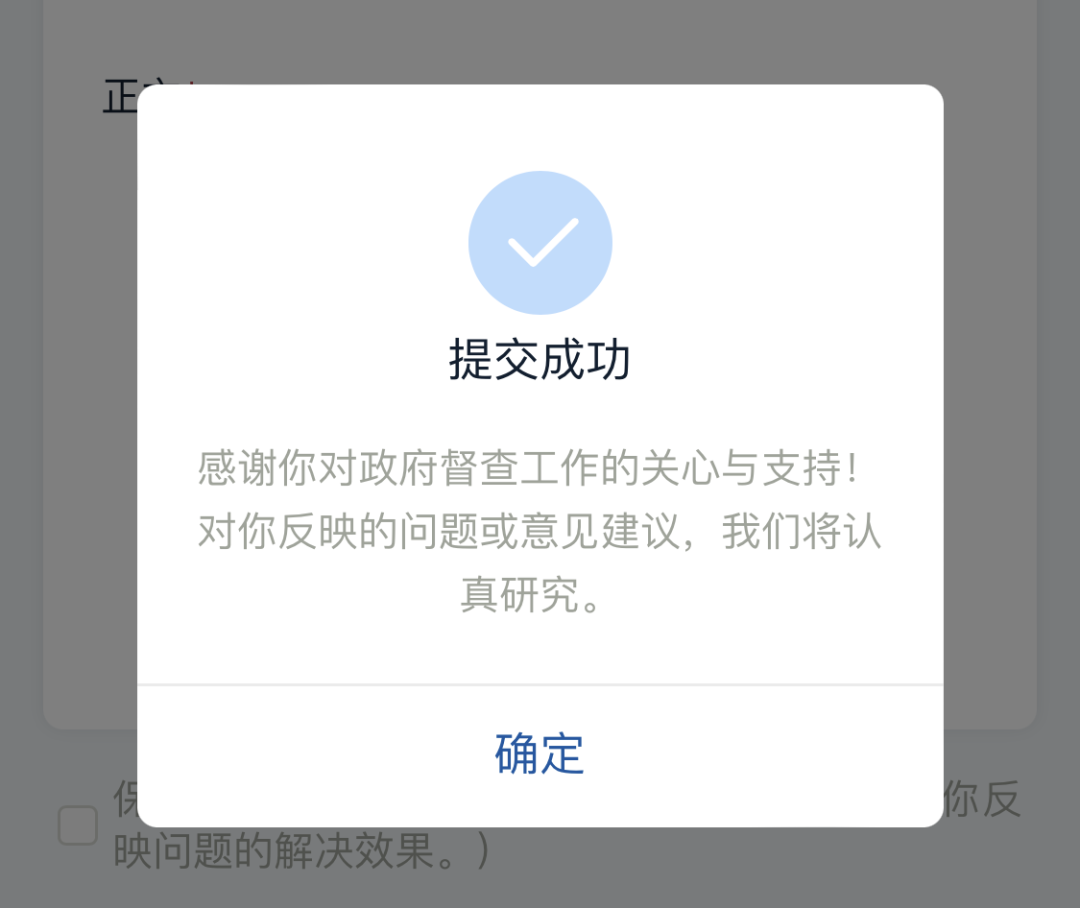 正
提交成功
感谢你对政府督查工作的关心与支持！
对你反映的问题或意见建议，我们将认
真研究。
确定
保 你反
映问题的解决效果。）